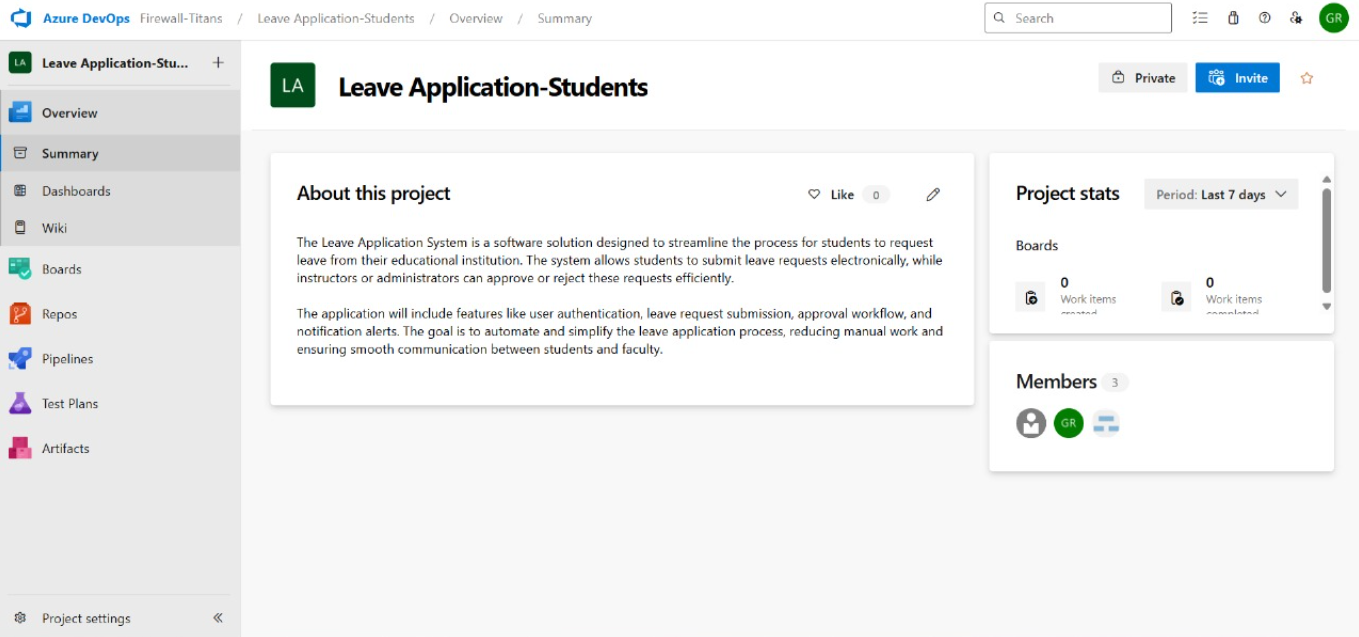 Azure DevOps Firewall-Titans / Leave Application-Students / Overview / Summary
Search
GR
LA Leave Application-Stu... +
Overview
Summary
Dashboards
Wiki
Boards
Repos
Pipelines
Test Plans
Artifacts
Project settings
LA Leave Application-Students
Private
Invite
About this project
Like 0
The Leave Application System is a software solution designed to streamline the process for students to request
leave from their educational institution. The system allows students to submit leave requests electronically, while
instructors or administrators can approve or reject these requests efficiently.
The application will include features like user authentication, leave request submission, approval workflow, and
notification alerts. The goal is to automate and simplify the leave application process, reducing manual work and
ensuring smooth communication between students and faculty.
Project stats
Period: Last 7 days
Boards
0
Work items
created
0
Work items
completed
Members 3
GR